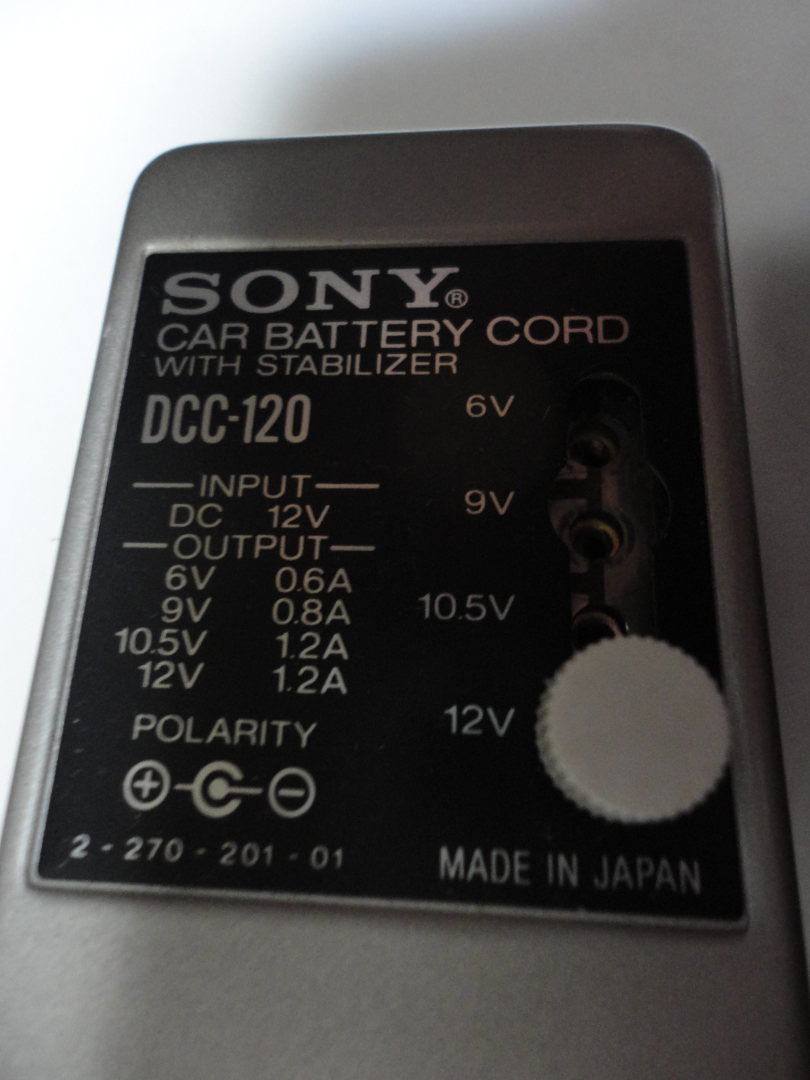 SONY®
CAR BATTERY CORD
WITH STABILIZER
DCC-120
INPUT
DC 12V
OUTPUT
6V 0.6A
9V 0.8A
10.5V 1.2A
12V 1.2A
POLARITY
+ -
2-270-201-01
6V
9V
10.5V
12V
MADE IN JAPAN